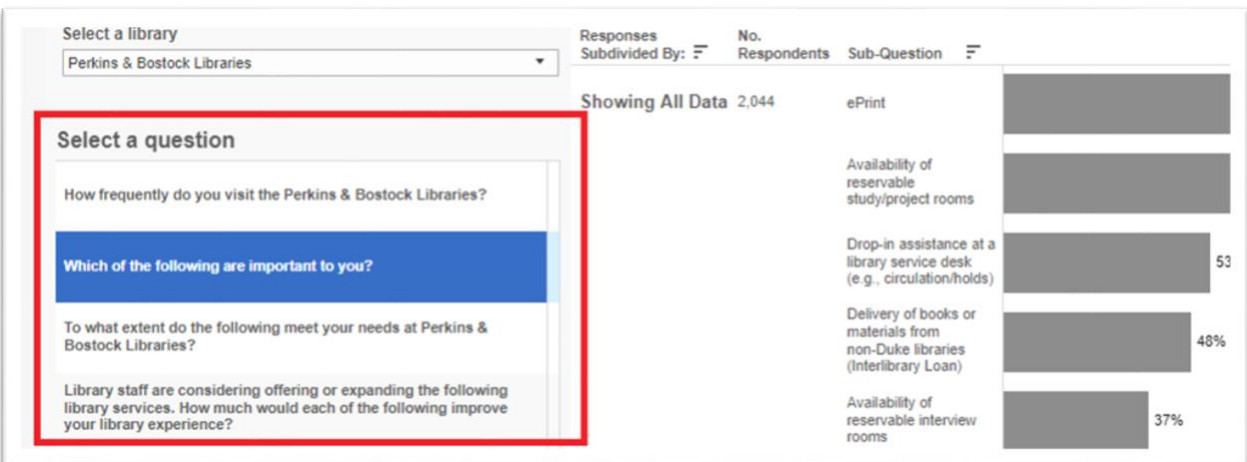 Select a library
Perkins & Bostock Libraries
Select a question
How frequently do you visit the Perkins & Bostock Libraries?
Which of the following are important to you?
To what extent do the following meet your needs at Perkins &
Bostock Libraries?
Library staff are considering offering or expanding the following
library services. How much would each of the following improve
your library experience?
Responses
Subdivided By:
No.
Respondents
Sub-Question
Showing All Data
2,044
ePrint
Availability of
reservable
study/project rooms
Drop-in assistance at a
library service desk
(e.g., circulation/holds)
53
Delivery of books or
materials from
non-Duke libraries
(Interlibrary Loan)
48%
Availability of
reservable interview
rooms
37%